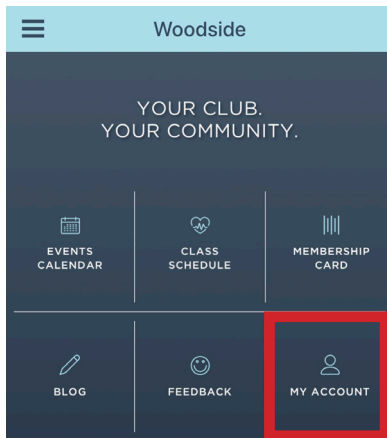 Woodside
YOUR CLUB.
YOUR COMMUNITY.
EVENTS
CALENDAR
CLASS
SCHEDULE
MEMBERSHIP
CARD
BLOG
FEEDBACK
MY ACCOUNT